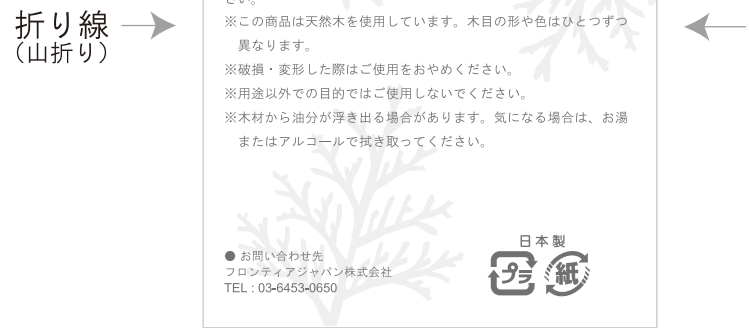 さい。
折り線
（山折り）
※この商品は天然木を使用しています。木目の形や色はひとつずつ
異なります。
※破損・変形した際はご使用をおやめください。
※用途以外での目的ではご使用しないでください。
※木材から油分が浮き出る場合があります。気になる場合は、お湯
またはアルコールで拭き取ってください。
日本製
● お問い合わせ先
フロンティアジャパン株式会社
TEL : 03-6453-0650
プラ 紙